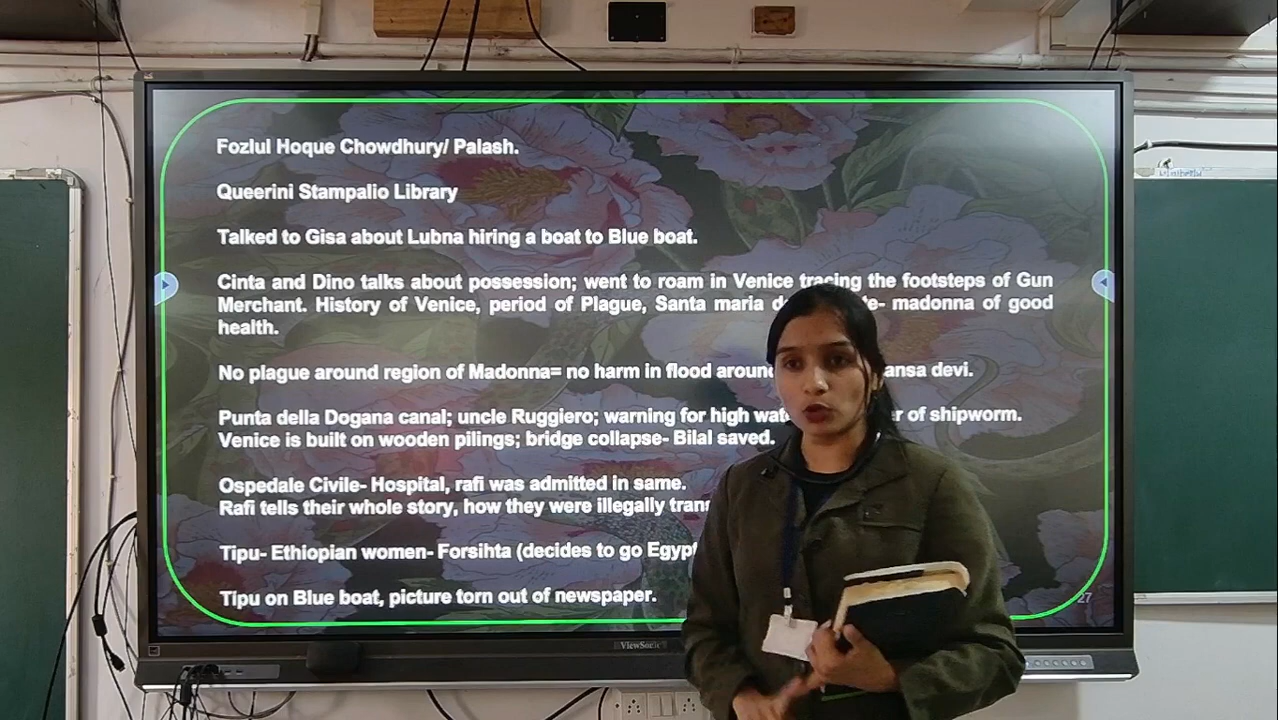 Fozlul Hoque Chowdhury/ Palash.
Queerini Stampalio Library
Talked to Gisa about Lubna hiring a boat to Blue boat.
Cinta and Dino talks about possession; went to roam in Venice tracing the footsteps of Gun
Merchant. History of Venice, period of Plague, Santa maria madonna of good
health.
No plague around region of Madonna= no harm in flood around devi.
Punta della Dogana canal; uncle Ruggiero; warning for high of shipworm.
Venice is built on wooden pilings; bridge collapse- Bilal saved.
Ospedale Civile- Hospital, rafi was admitted in same.
Rafi tells their whole story, how they were illegally
Tipu- Ethiopian women- Forsihta (decides to go Egypt
Tipu on Blue boat, picture torn out of newspaper.
27
ViewSonic